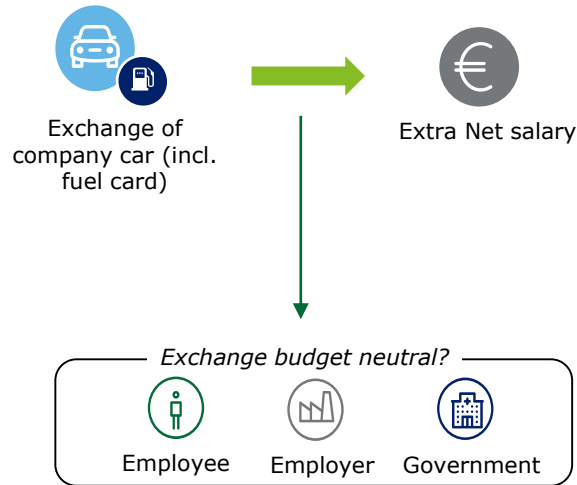 Exchange of
company car (incl.
fuel card)
Extra Net salary
Exchange budget neutral?
Employee
Employer
Government